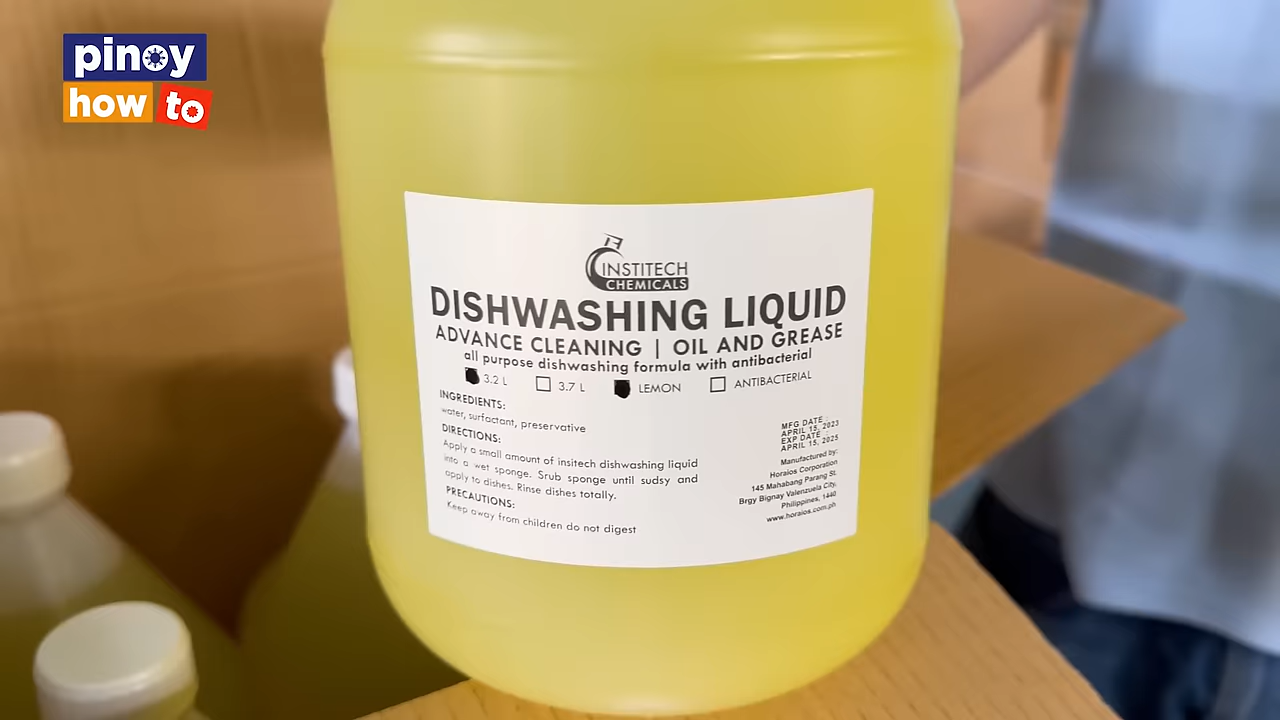 pinoy
how to
INSTITECH
CHEMICALS
DISHWASHING LIQUID
ADVANCE CLEANING | OIL AND GREASE
all purpose dishwashing formula with antibacterial
3.2 L 3.7 L LEMON ANTIBACTERIAL
INGREDIENTS:
water, surfactant, preservative
DIRECTIONS:
Apply a small amount of insitech dishwashing liquid
into a wet sponge. Srub sponge until sudsy and
apply to dishes. Rinse dishes totally.
PRECAUTIONS:
Keep away from children do not digest
MFG DATE :
APRIL 15, 2023
EXP DATE :
APRIL 15, 2025
Manufactured by:
Horaios Corporation
145 Mahabang Parang St.
Brgy Bignay Valenzuela City,
Philippines, 1440
www.horaios.com.ph